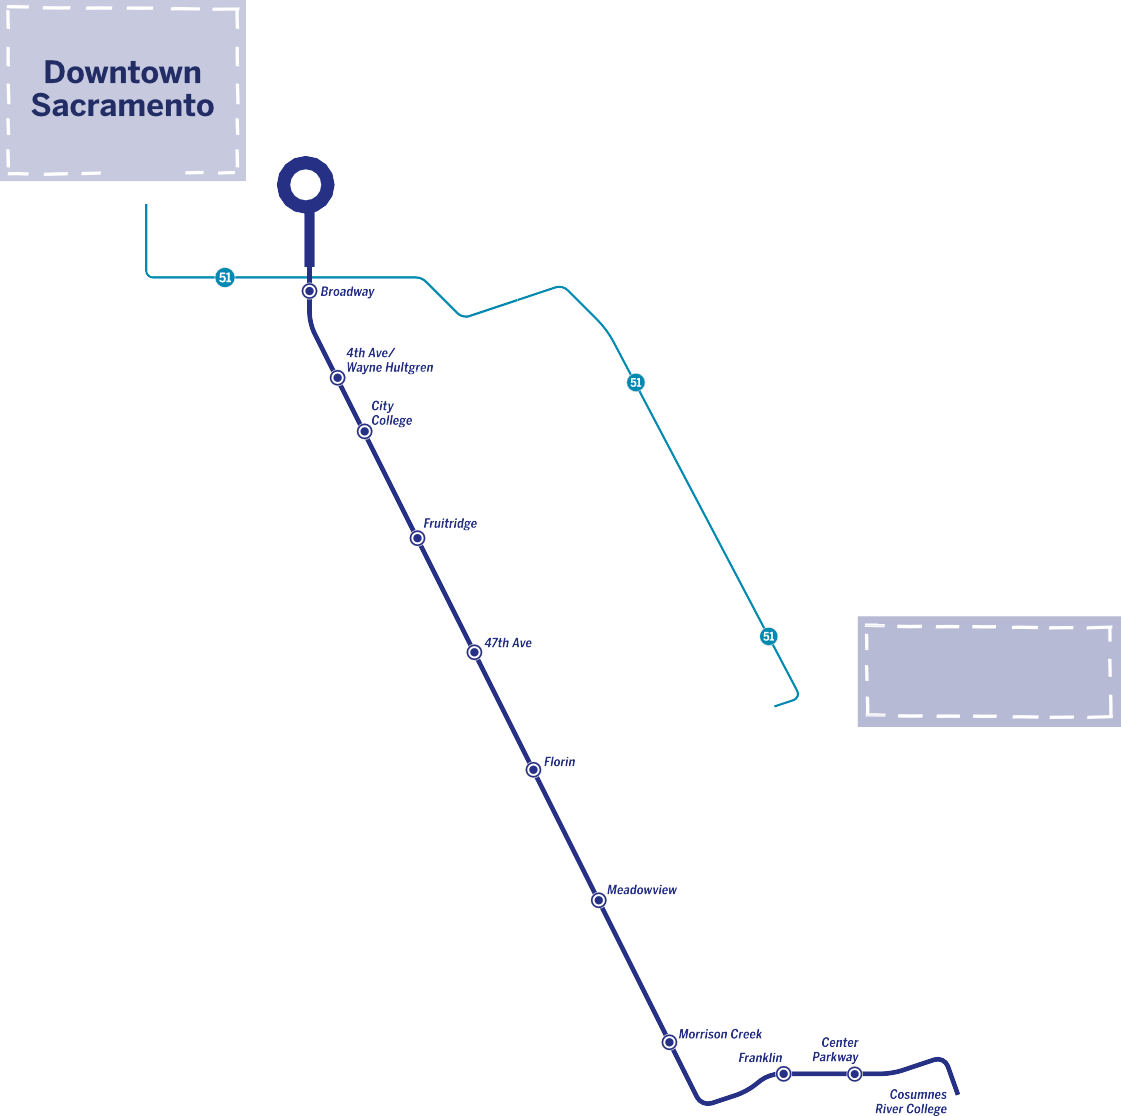 Downtown
Sacramento
51
Broadway
4th Ave/
Wayne Hultgren
51
City
College
Fruitridge
51
47th Ave
Florin
Meadowview
Morrison Creek
Franklin
Center
Parkway
Cosumnes
River College